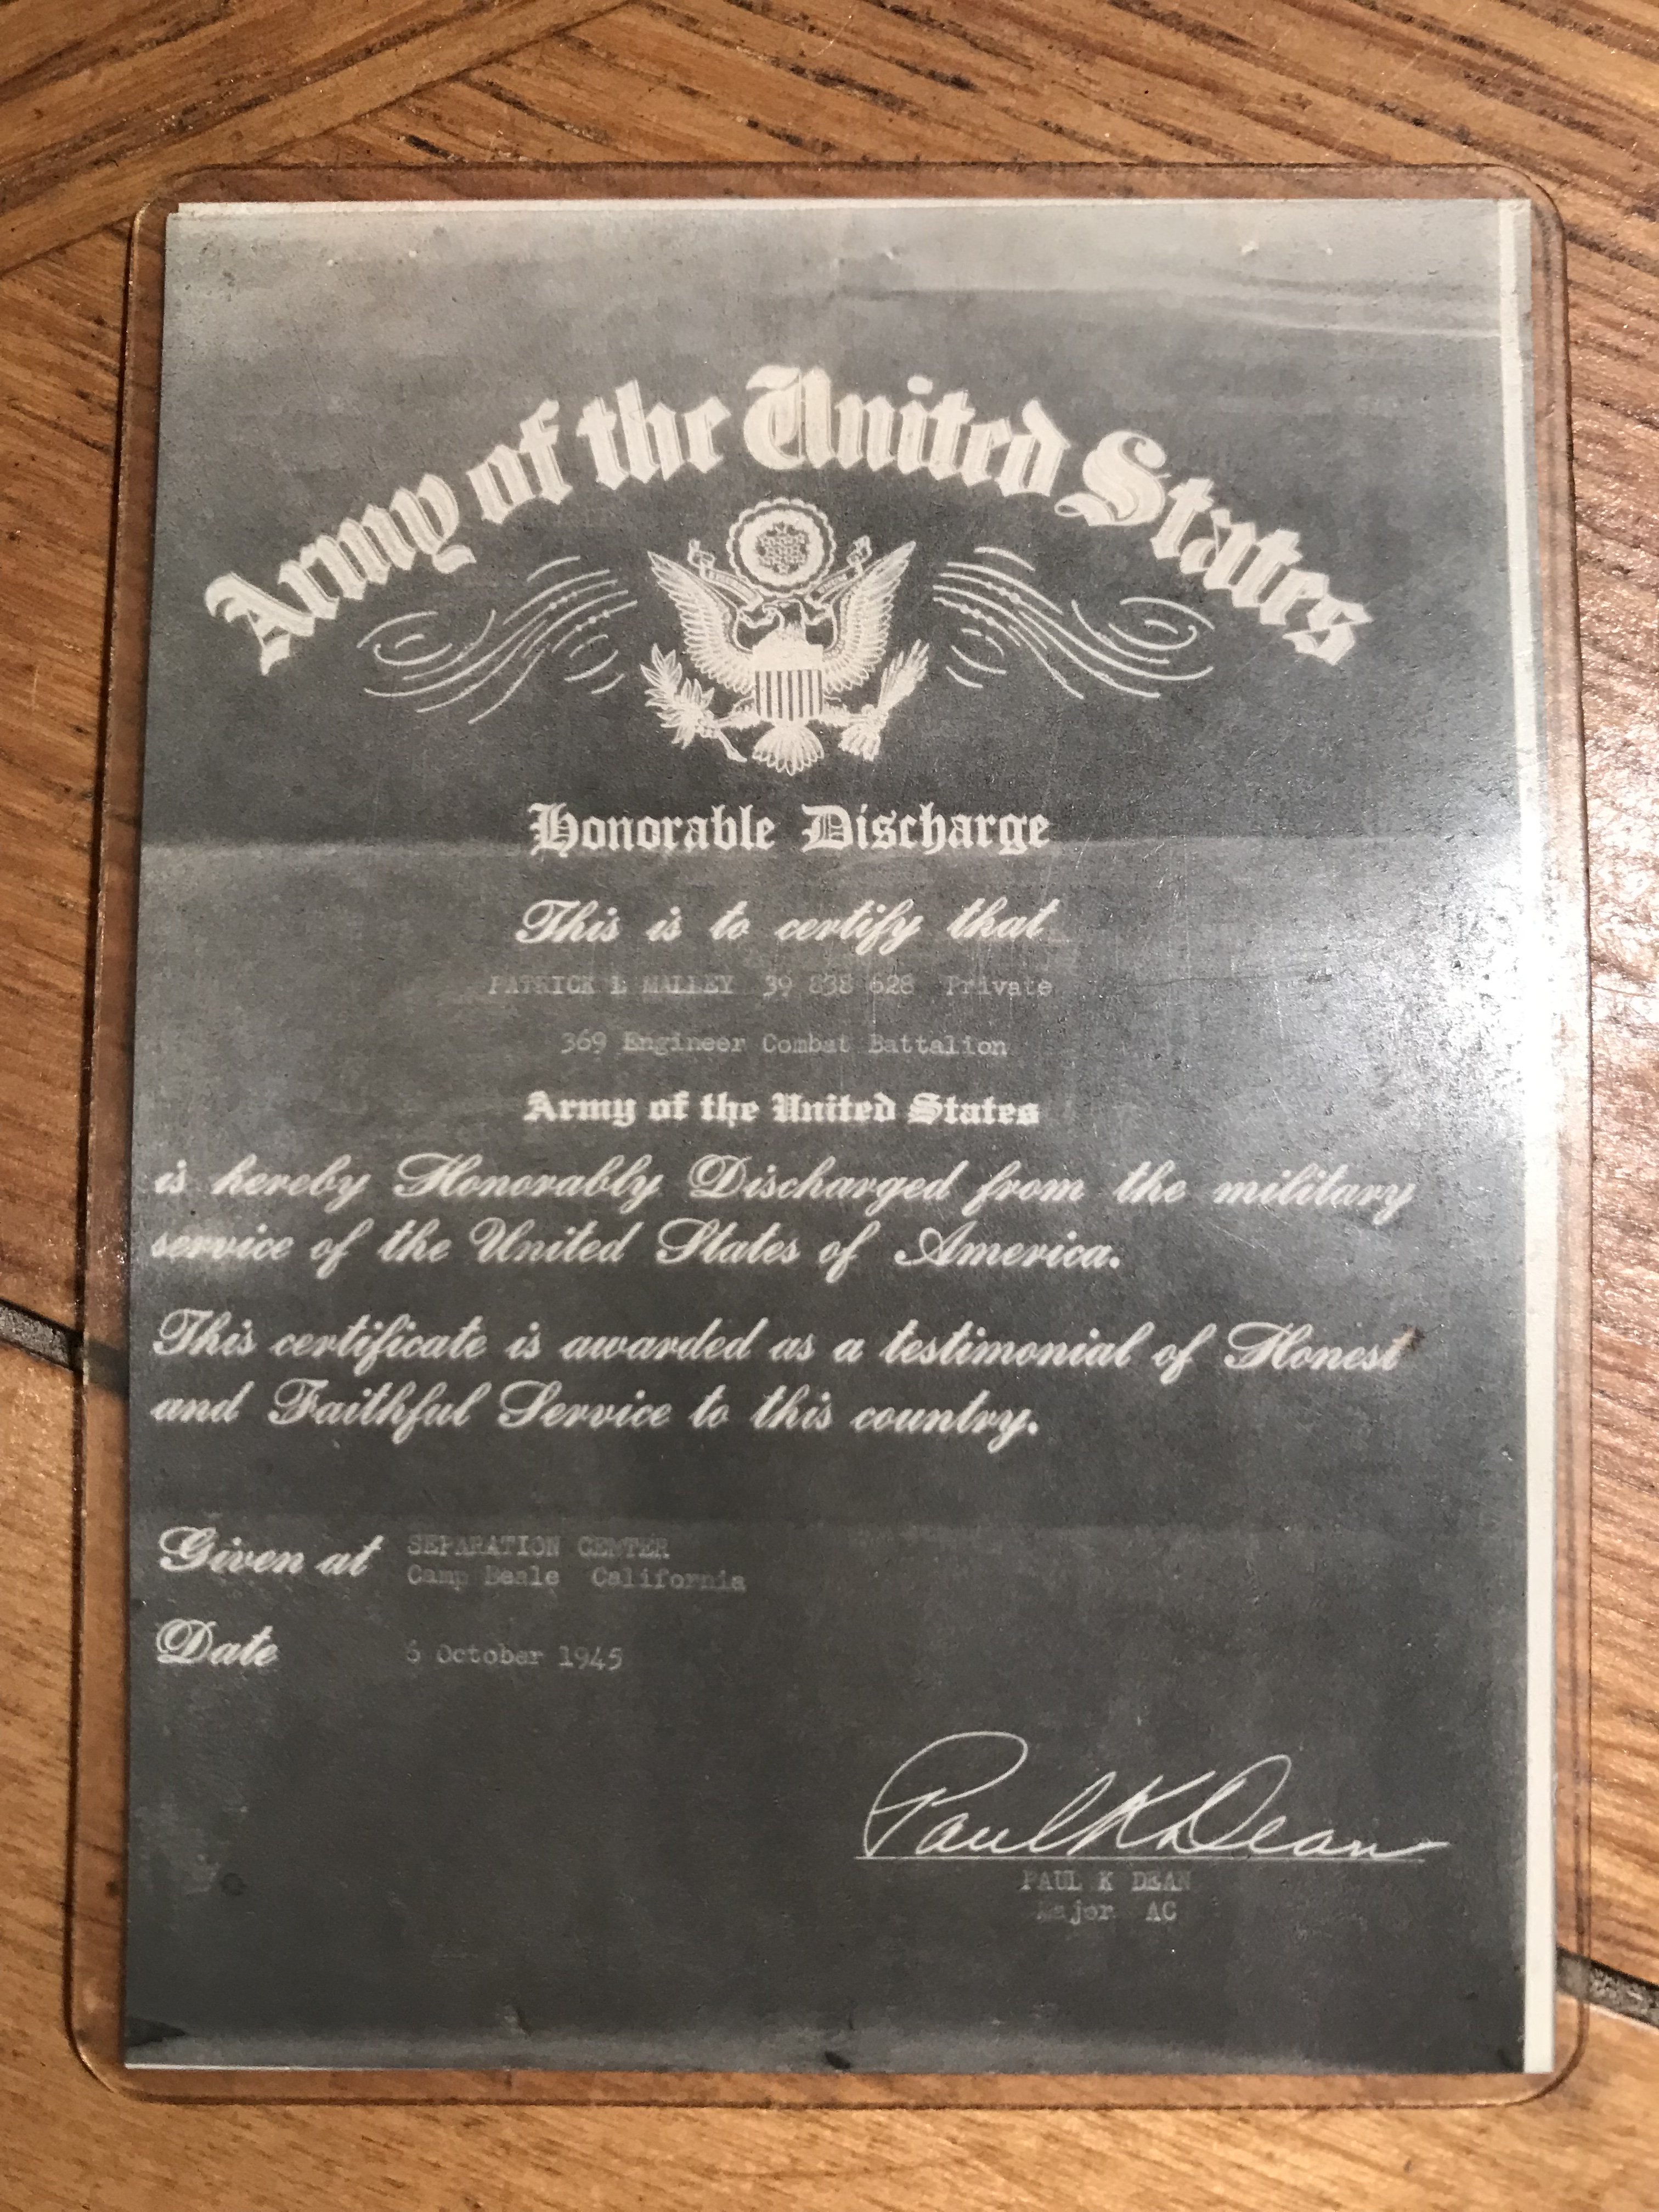 Army of the United States
Honorable Discharge
This is to certify that
PATRICK L MALLEY 39 838 628 Private
369 Engineer Combat Battalion
Army of the United States
is hereby Honorably Discharged from the military
service of the United States of America.
This certificate is awarded as a testimonial of Honest
and Faithful Service to this country.
Given at SEPARATION CENTER
Camp Beale California
Date 6 October 1945
Paul K Dean
PAUL K DEAN
Major AC